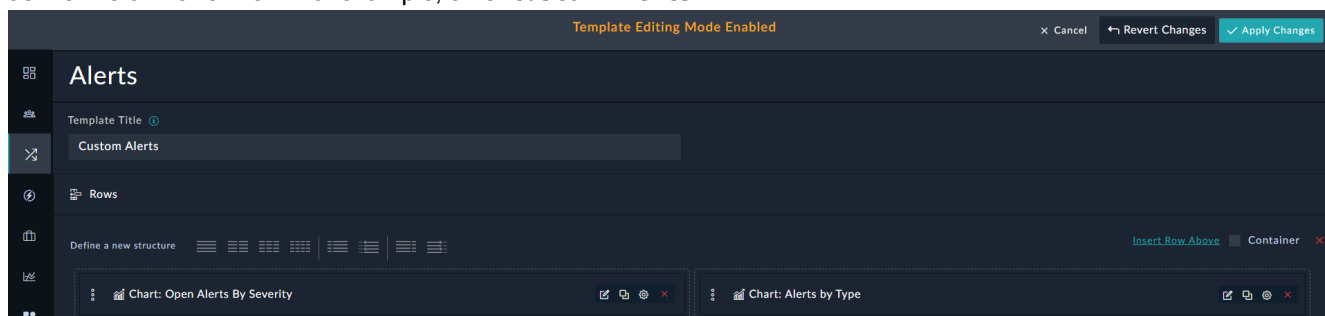 Template Editing Mode Enabled
× Cancel
Revert Changes
Apply Changes
Alerts
Template Title
Custom Alerts
Rows
Define a new structure
Insert Row Above
Container
Chart: Open Alerts By Severity
Chart: Alerts by Type